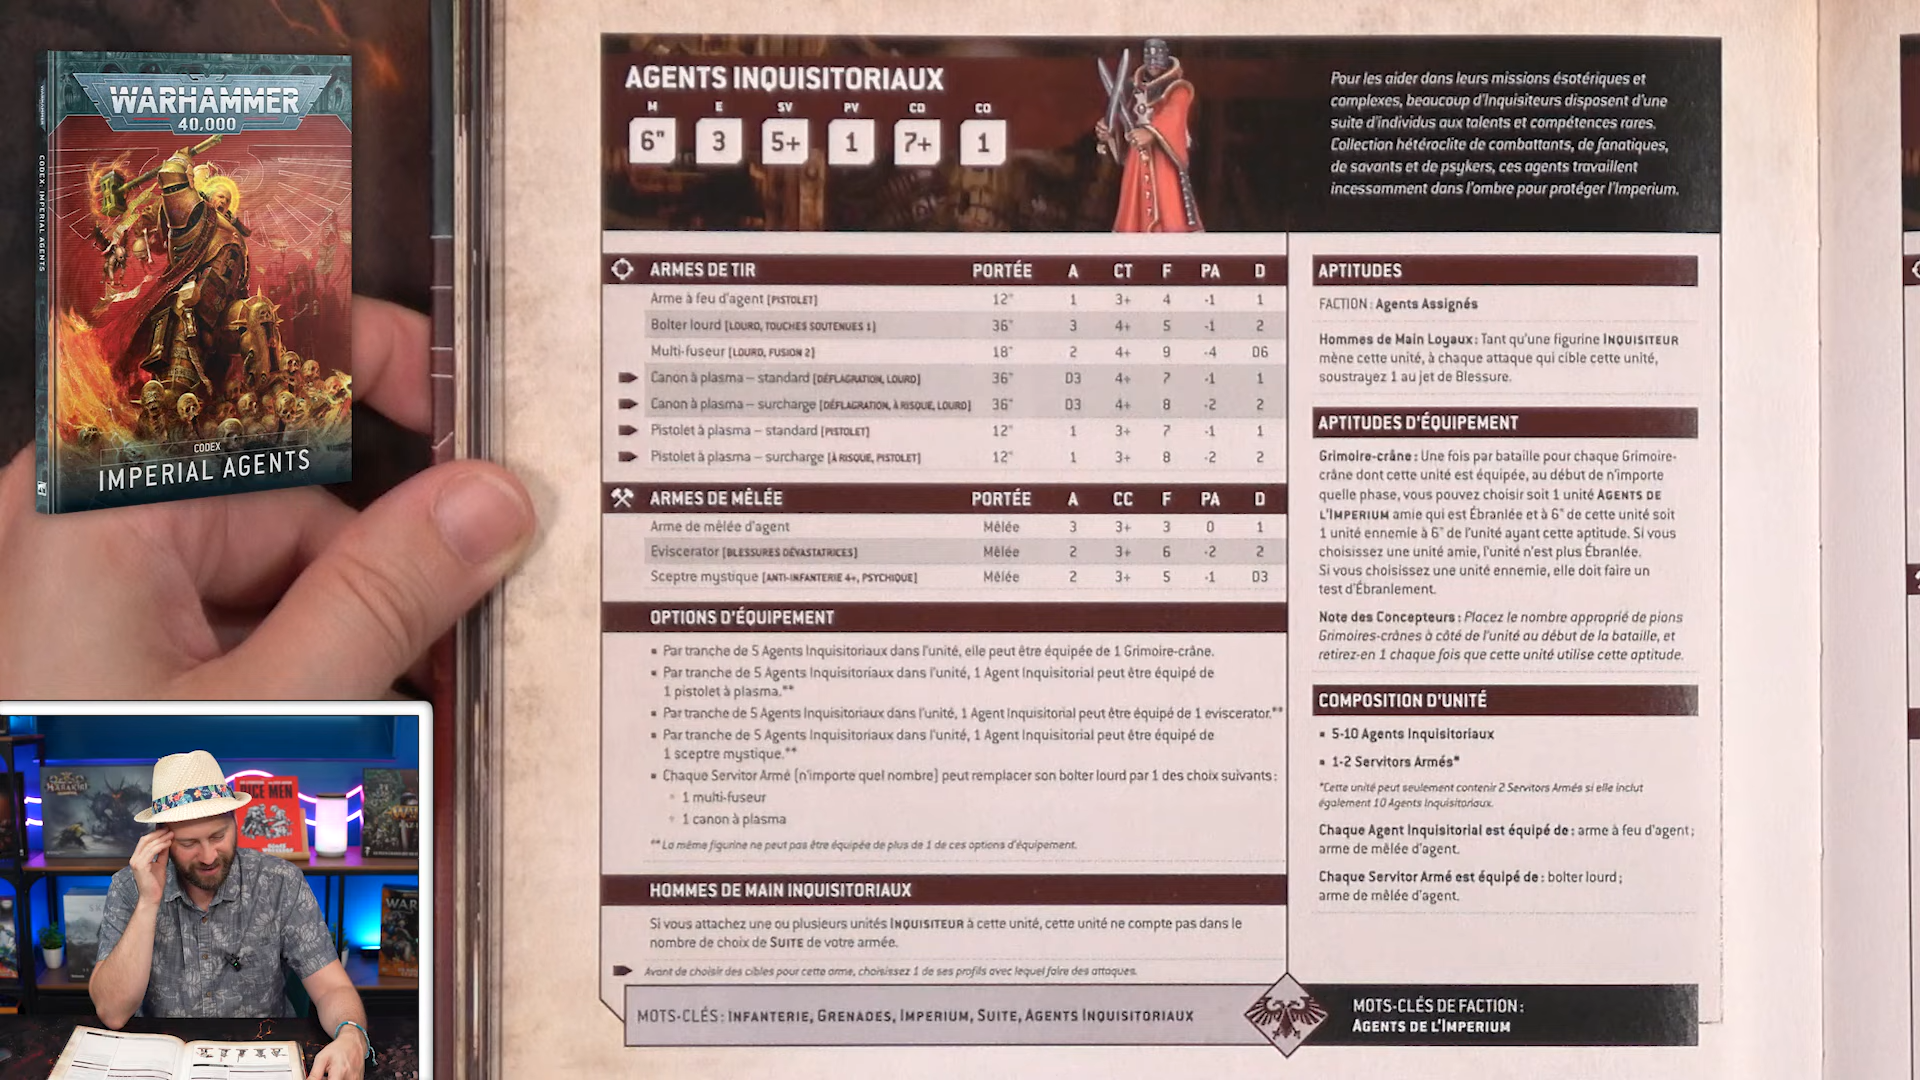 WARHAMMER
40,000
CODEX: IMPERIAL AGENTS
CODEX
IMPERIAL AGENTS
DICE MEN
AGENTS INQUISITORIAUX
M E SV PV CD CO
6" 3 5+ 1 7+ 1
Pour les aider dans leurs missions ésotériques et
complexes, beaucoup d'Inquisiteurs disposent d'une
suite d'individus aux talents et compétences rares.
Collection hétéroclite de combattants, de fanatiques,
de savants et de psykers, ces agents travaillent
incessamment dans l'ombre pour protéger l'Imperium.
ARMES DE TIR PORTÉE A CT F PA D
Arme à feu d'agent [PISTOLET] 12" 1 3+ 4 -1 1
Bolter lourd [LOURD, TOUCHES SOUTENUES 1] 36" 3 4+ 5 -1 2
Multi-fuseur [LOURD, FUSION 2] 18" 2 4+ 9 -4 D6
Canon à plasma – standard [DÉFLAGRATION, LOURD] 36" D3 4+ 7 -1 1
Canon à plasma – surcharge [DÉFLAGRATION, À RISQUE, LOURD] 36" D3 4+ 8 -2 2
Pistolet à plasma – standard [PISTOLET] 12" 1 3+ 7 -1 1
Pistolet à plasma – surcharge [À RISQUE, PISTOLET] 12" 1 3+ 8 -2 2
ARMES DE MÊLÉE PORTÉE A CC F PA D
Arme de mêlée d'agent Mêlée 3 3+ 3 0 1
Eviscerator [BLESSURES DÉVASTATRICES] Mêlée 2 3+ 6 -2 2
Sceptre mystique [ANTI-INFANTERIE 4+, PSYCHIQUE] Mêlée 2 3+ 5 -1 D3
OPTIONS D'ÉQUIPEMENT
▪ Par tranche de 5 Agents Inquisitoriaux dans l'unité, elle peut être équipée de 1 Grimoire-crâne.
▪ Par tranche de 5 Agents Inquisitoriaux dans l'unité, 1 Agent Inquisitorial peut être équipé de
1 pistolet à plasma.**
▪ Par tranche de 5 Agents Inquisitoriaux dans l'unité, 1 Agent Inquisitorial peut être équipé de 1 eviscerator.**
▪ Par tranche de 5 Agents Inquisitoriaux dans l'unité, 1 Agent Inquisitorial peut être équipé de
1 sceptre mystique.**
▪ Chaque Servitor Armé (n'importe quel nombre) peut remplacer son bolter lourd par 1 des choix suivants :
◦ 1 multi-fuseur
◦ 1 canon à plasma
** La même figurine ne peut pas être équipée de plus de 1 de ces options d'équipement.
HOMMES DE MAIN INQUISITORIAUX
Si vous attachez une ou plusieurs unités INQUISITEUR à cette unité, cette unité ne compte pas dans le
nombre de choix de SUITE de votre armée.
Avant de choisir des cibles pour cette arme, choisissez 1 de ses profils avec lequel faire des attaques.
MOTS-CLÉS : INFANTERIE, GRENADES, IMPERIUM, SUITE, AGENTS INQUISITORIAUX
APTITUDES
FACTION : Agents Assignés
Hommes de Main Loyaux : Tant qu'une figurine INQUISITEUR
mène cette unité, à chaque attaque qui cible cette unité,
soustrayez 1 au jet de Blessure.
APTITUDES D'ÉQUIPEMENT
Grimoire-crâne : Une fois par bataille pour chaque Grimoire-
crâne dont cette unité est équipée, au début de n'importe
quelle phase, vous pouvez choisir soit 1 unité AGENTS DE
L'IMPERIUM amie qui est Ébranlée et à 6" de cette unité soit
1 unité ennemie à 6" de l'unité ayant cette aptitude. Si vous
choisissez une unité amie, l'unité n'est plus Ébranlée.
Si vous choisissez une unité ennemie, elle doit faire un
test d'Ébranlement.
Note des Concepteurs : Placez le nombre approprié de pions
Grimoires-crânes à côté de l'unité au début de la bataille, et
retirez-en 1 chaque fois que cette unité utilise cette aptitude.
COMPOSITION D'UNITÉ
▪ 5-10 Agents Inquisitoriaux
▪ 1-2 Servitors Armés*
*Cette unité peut seulement contenir 2 Servitors Armés si elle inclut
également 10 Agents Inquisitoriaux.
Chaque Agent Inquisitorial est équipé de : arme à feu d'agent ;
arme de mêlée d'agent.
Chaque Servitor Armé est équipé de : bolter lourd ;
arme de mêlée d'agent.
MOTS-CLÉS DE FACTION :
AGENTS DE L'IMPERIUM